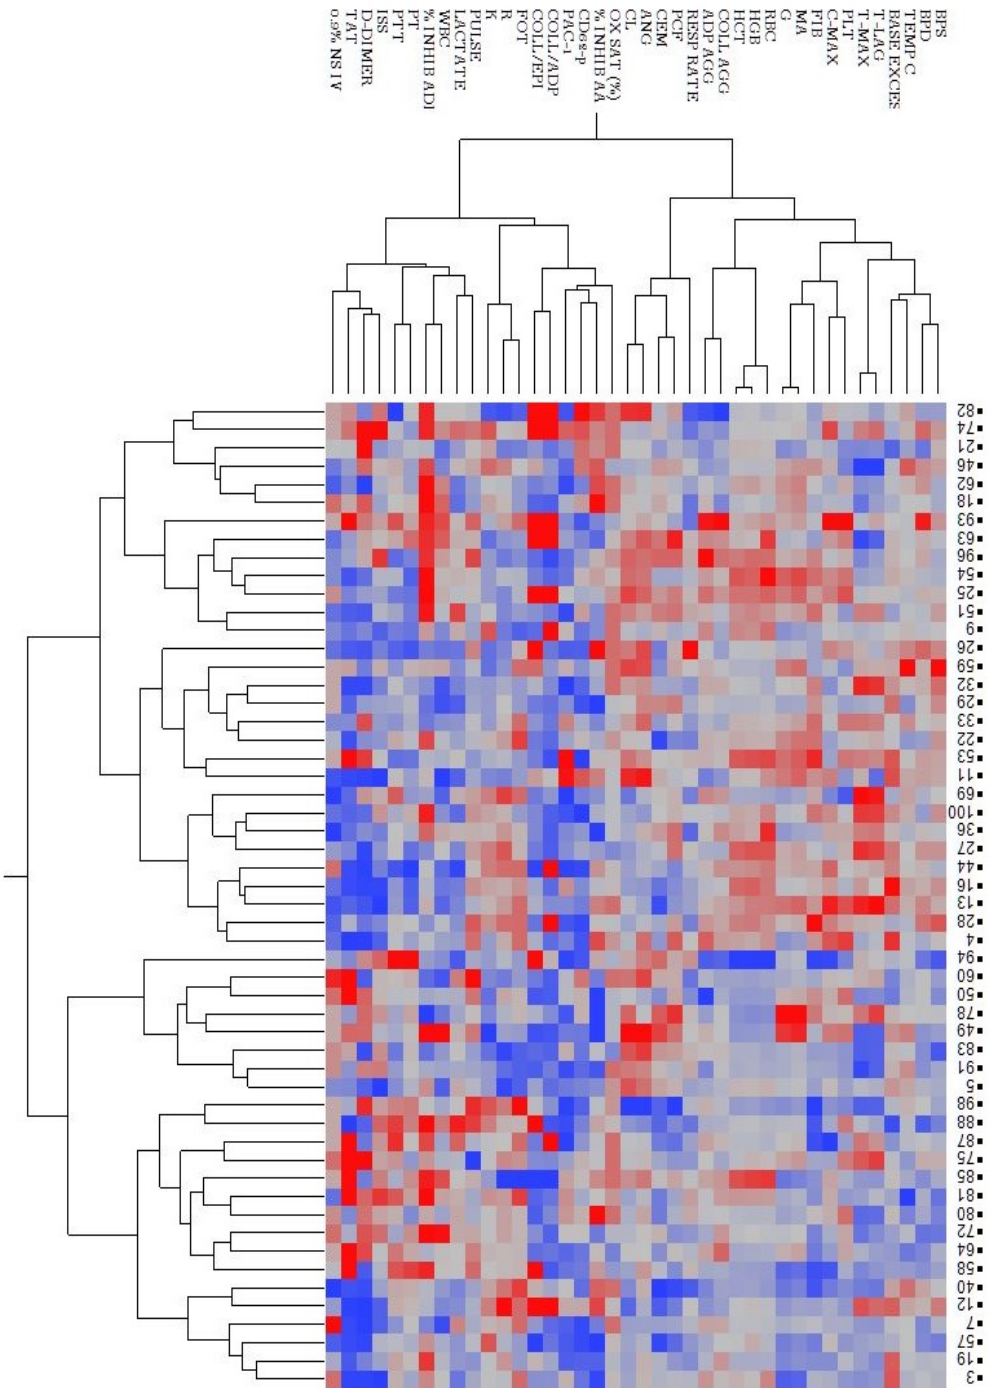 0.9% NS IV
TAT
D-DIMER
ISS
PTT
PT
% INHIB ADI
WBC
LACTATE
PULSE
K
R
FOT
COLL/EPI
COLL/ADP
PAC-1
CD62-P
% INHIB AA
OX SAT (%)
CL
ANG
CEM
PCF
RESP RATE
ADP AGG
COLL AGG
HCT
HGB
RBC
G
MA
FIB
C-MAX
PLT
T-MAX
T-LAG
BASE EXCES
TEMP C
BPD
BPS
82
74
21
46
62
18
93
63
96
54
25
51
9
26
59
32
29
33
22
53
11
69
100
36
27
44
16
13
28
4
94
60
50
78
49
83
91
5
98
88
87
75
85
81
80
72
64
58
40
12
7
57
19
3